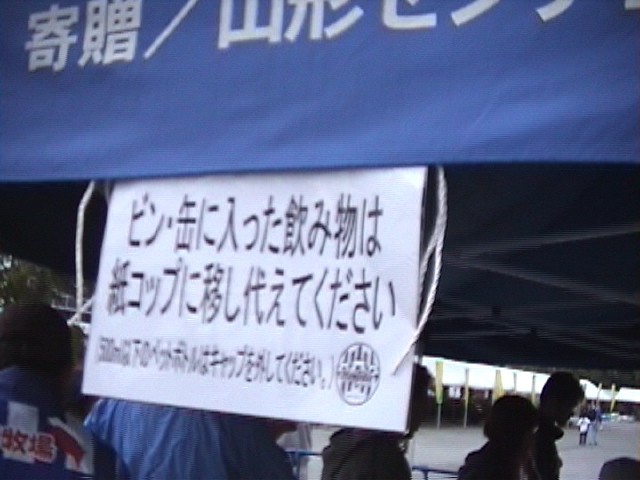 寄贈／山形センチュ
ビン・缶に入った飲み物は
紙コップに移し代えてください
(500ml以下のペットボトルはキャップを外してください。)
牧場